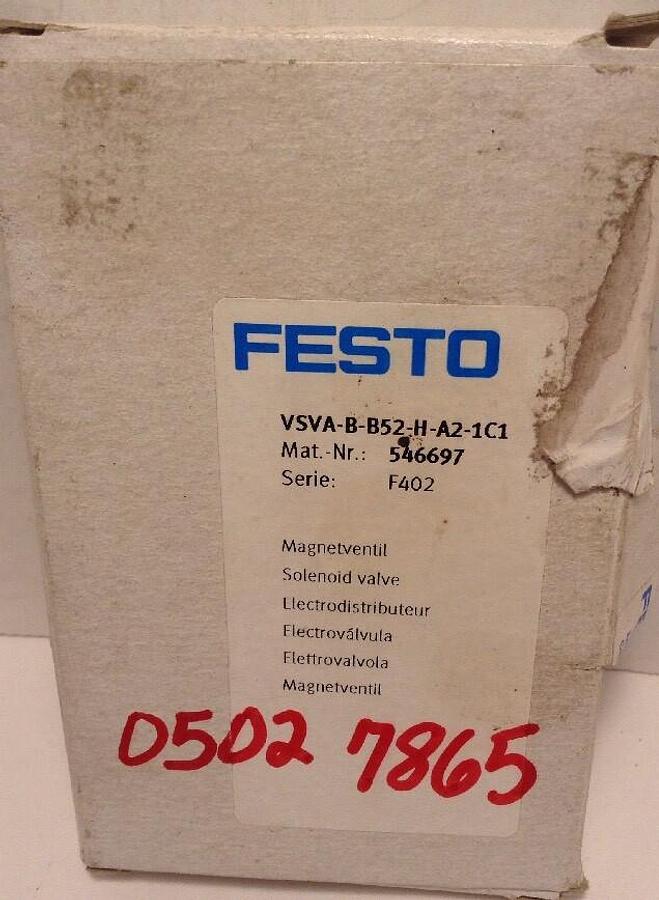 FESTO
VSVA-B-B52-H-A2-1C1
Mat.-Nr.: 546697
Serie: F402
Magnetventil
Solenoid valve
Electrodistributeur
Electroválvula
Elettrovalvola
Magnetventil
0502 7865